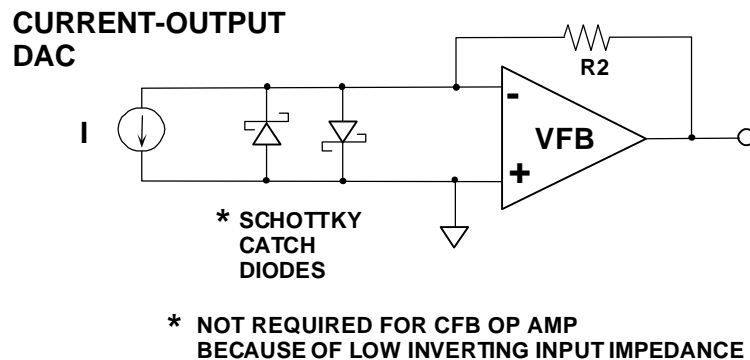 CURRENT-OUTPUT
DAC
R2
I
-
VFB
+
* SCHOTTKY
CATCH
DIODES
* NOT REQUIRED FOR CFB OP AMP
BECAUSE OF LOW INVERTING INPUT IMPEDANCE